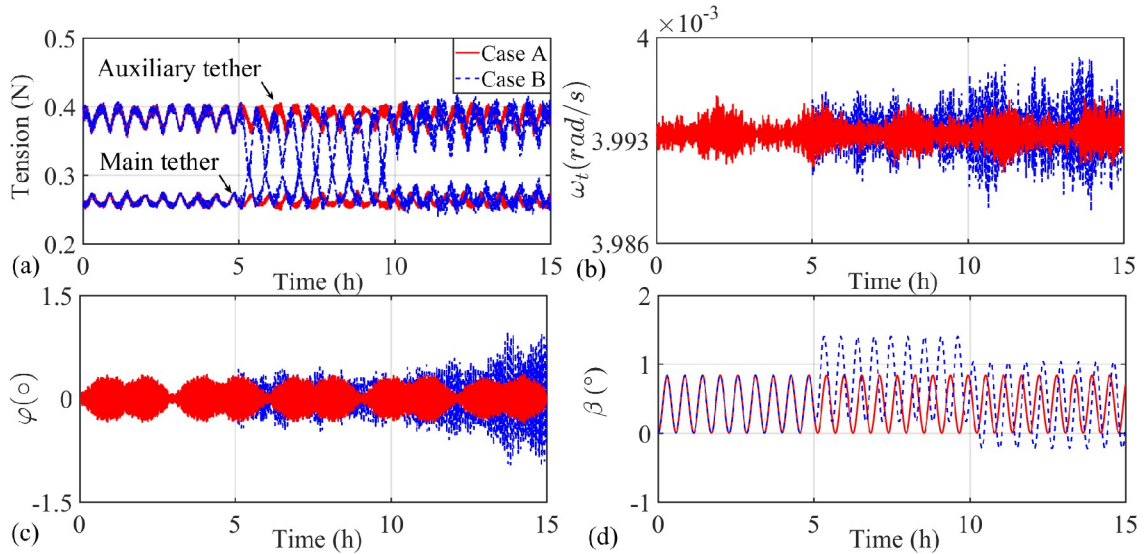 0.5
0.4
0.3
0.2
Tension (N)
Auxiliary tether
Main tether
Case A
Case B
0 5 10 15
Time (h)
(a)
×10⁻³
4
3.993
3.986
ωₜ(rad/s)
0 5 10 15
Time (h)
(b)
1.5
0
-1.5
φ(○)
0 5 10 15
Time (h)
(c)
2
1
0
-1
β (°)
0 5 10 15
Time (h)
(d)